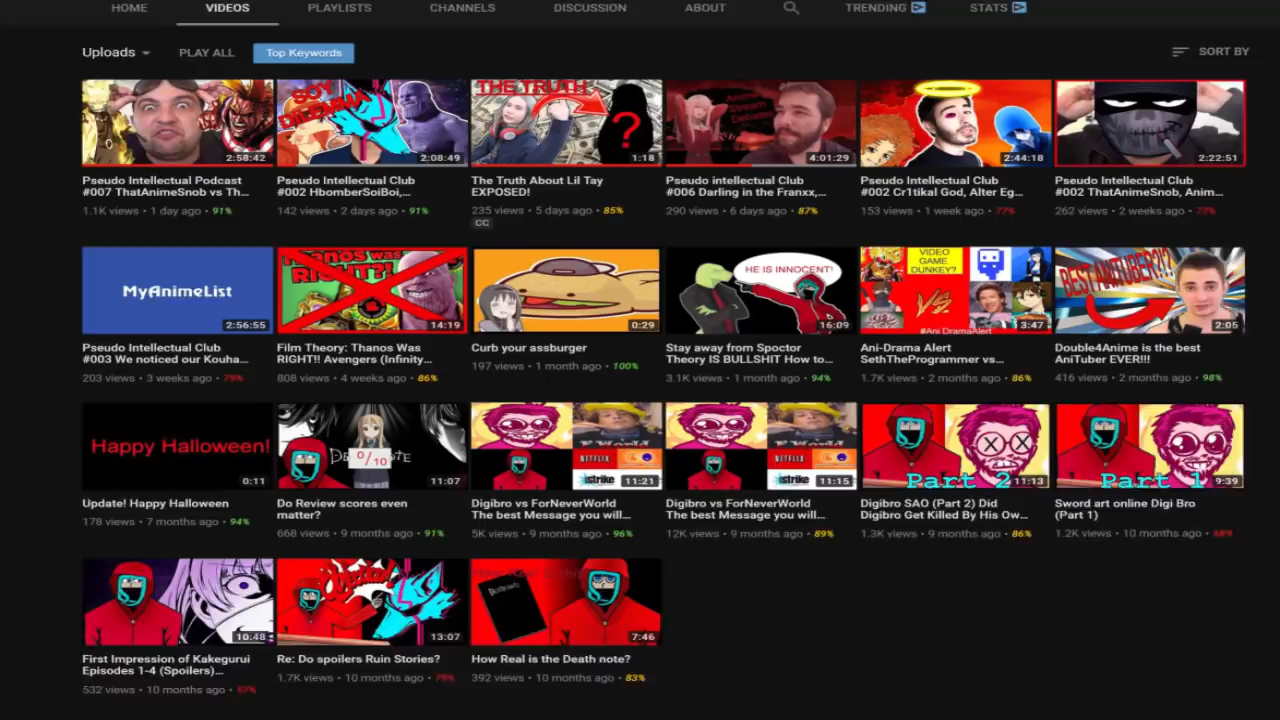 HOME VIDEOS PLAYLISTS CHANNELS DISCUSSION ABOUT TRENDING STATS
Uploads PLAY ALL Top Keywords SORT BY
2:58:42
Pseudo Intellectual Podcast
#007 ThatAnimeSnob vs Th...
1.1K views • 1 day ago • 91%
SOY
DILEMMA
2:08:49
Pseudo Intellectual Club
#002 HbomberSoiBoi,...
142 views • 2 days ago • 91%
THE TRUTH
?
1:18
The Truth About Lil Tay
EXPOSED!
235 views • 5 days ago • 85%
CC
4:01:29
Pseudo intellectual Club
#006 Darling in the Franxx,...
290 views • 6 days ago • 87%
2:44:18
Pseudo Intellectual Club
#002 Cr1tikal God, Alter Eg...
153 views • 1 week ago • 77%
2:22:51
Pseudo Intellectual Club
#002 ThatAnimeSnob, Anim...
262 views • 2 weeks ago • 77%
MyAnimeList
2:56:55
Pseudo Intellectual Club
#003 We noticed our Kouha...
203 views • 3 weeks ago • 79%
Thanos was
RIGHT?!
14:19
Film Theory: Thanos Was
RIGHT!! Avengers (Infinity...
808 views • 4 weeks ago • 86%
0:29
Curb your assburger
197 views • 1 month ago • 100%
HE IS INNOCENT!
16:09
Stay away from Spoctor
Theory IS BULLSHIT How to...
3.1K views • 1 month ago • 94%
VIDEO
GAME
DUNKEY?
VS
#Ani DramaAlert
3:47
Ani-Drama Alert
SethTheProgrammer vs...
1.7K views • 2 months ago • 86%
BEST ANITUBER?!?
2:05
Double4Anime is the best
AniTuber EVER!!!
416 views • 2 months ago • 98%
Happy Halloween!
0:11
Update! Happy Halloween
178 views • 7 months ago • 94%
%/10
11:07
Do Review scores even
matter?
668 views • 9 months ago • 91%
NETFLIX
strike
11:21
Digibro vs ForNeverWorld
The best Message you will...
5K views • 9 months ago • 96%
NETFLIX
strike
11:15
Digibro vs ForNeverWorld
The best Message you will...
12K views • 9 months ago • 89%
Part 2
11:13
Digibro SAO (Part 2) Did
Digibro Get Killed By His Ow...
1.3K views • 9 months ago • 86%
Part 1
9:39
Sword art online Digi Bro
(Part 1)
1.2K views • 10 months ago
10:48
First Impression of Kakegurui
Episodes 1-4 (Spoilers)...
532 views • 10 months ago
13:07
Re: Do spoilers Ruin Stories?
1.7K views • 10 months ago
7:46
How Real is the Death note?
392 views • 10 months ago • 83%